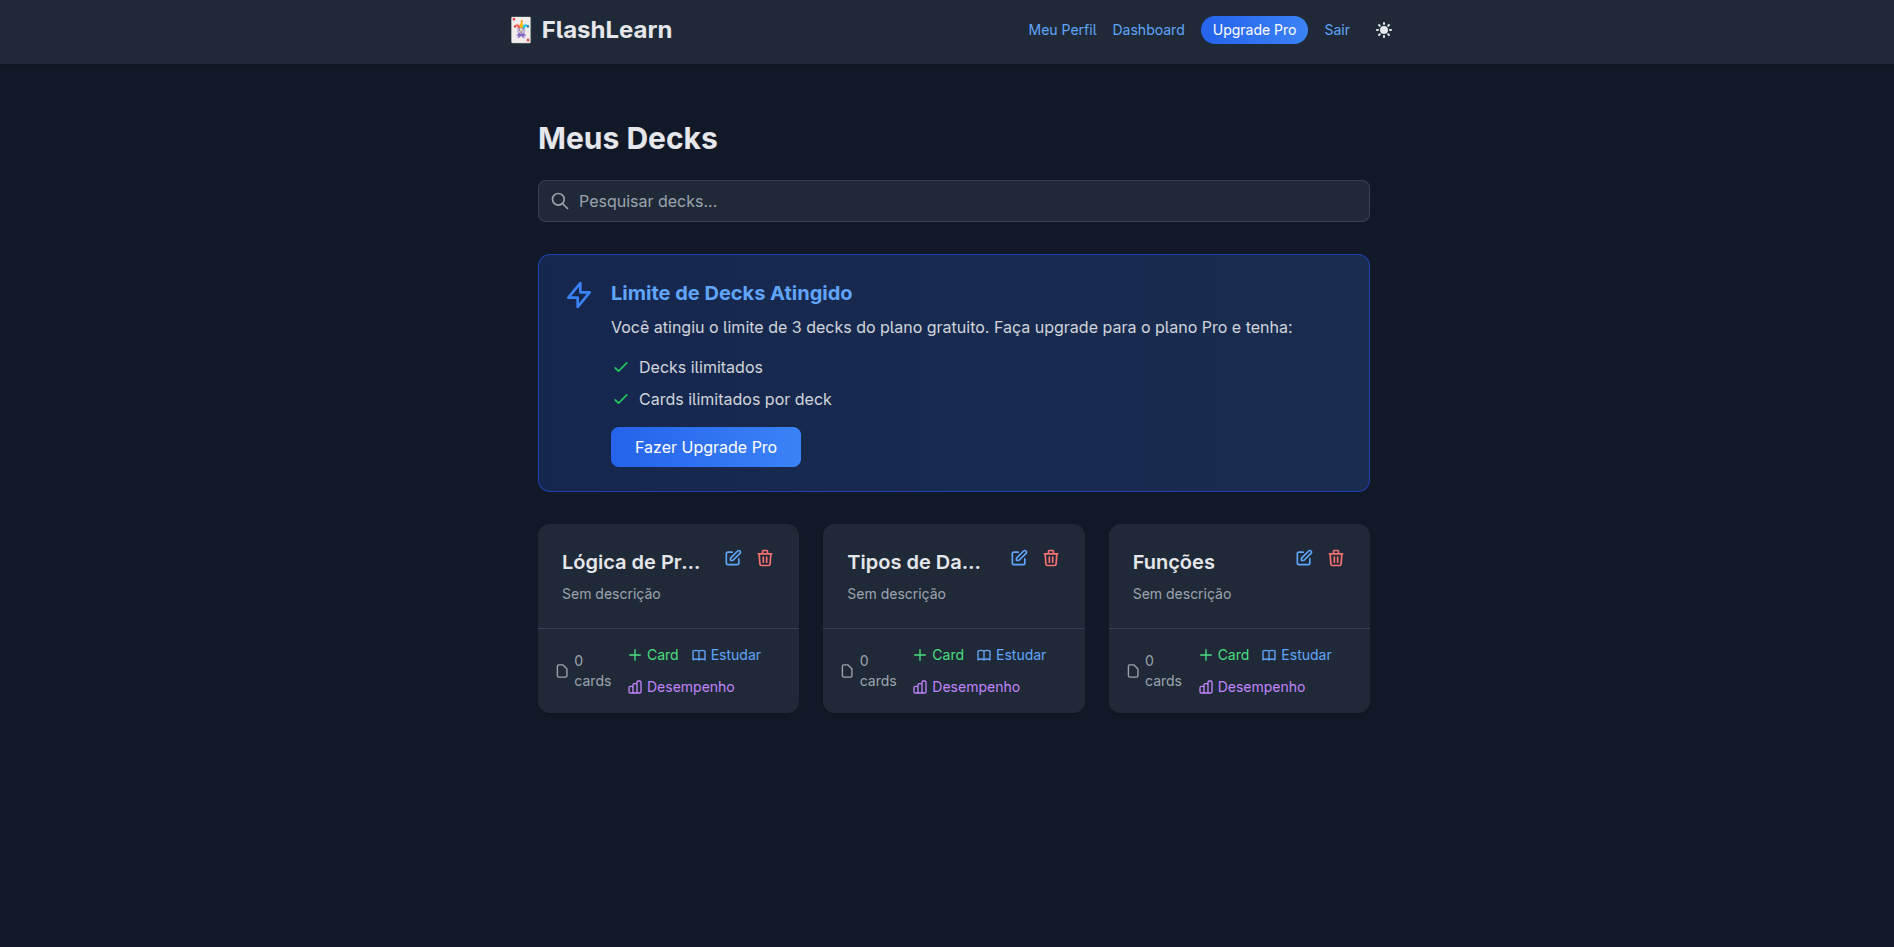 FlashLearn
Meu Perfil Dashboard Upgrade Pro Sair
Meus Decks
Pesquisar decks...
Limite de Decks Atingido
Você atingiu o limite de 3 decks do plano gratuito. Faça upgrade para o plano Pro e tenha:
Decks ilimitados
Cards ilimitados por deck
Fazer Upgrade Pro
Lógica de Pr...
Sem descrição
0 cards
Card Estudar
Desempenho
Tipos de Da...
Sem descrição
0 cards
Card Estudar
Desempenho
Funções
Sem descrição
0 cards
Card Estudar
Desempenho